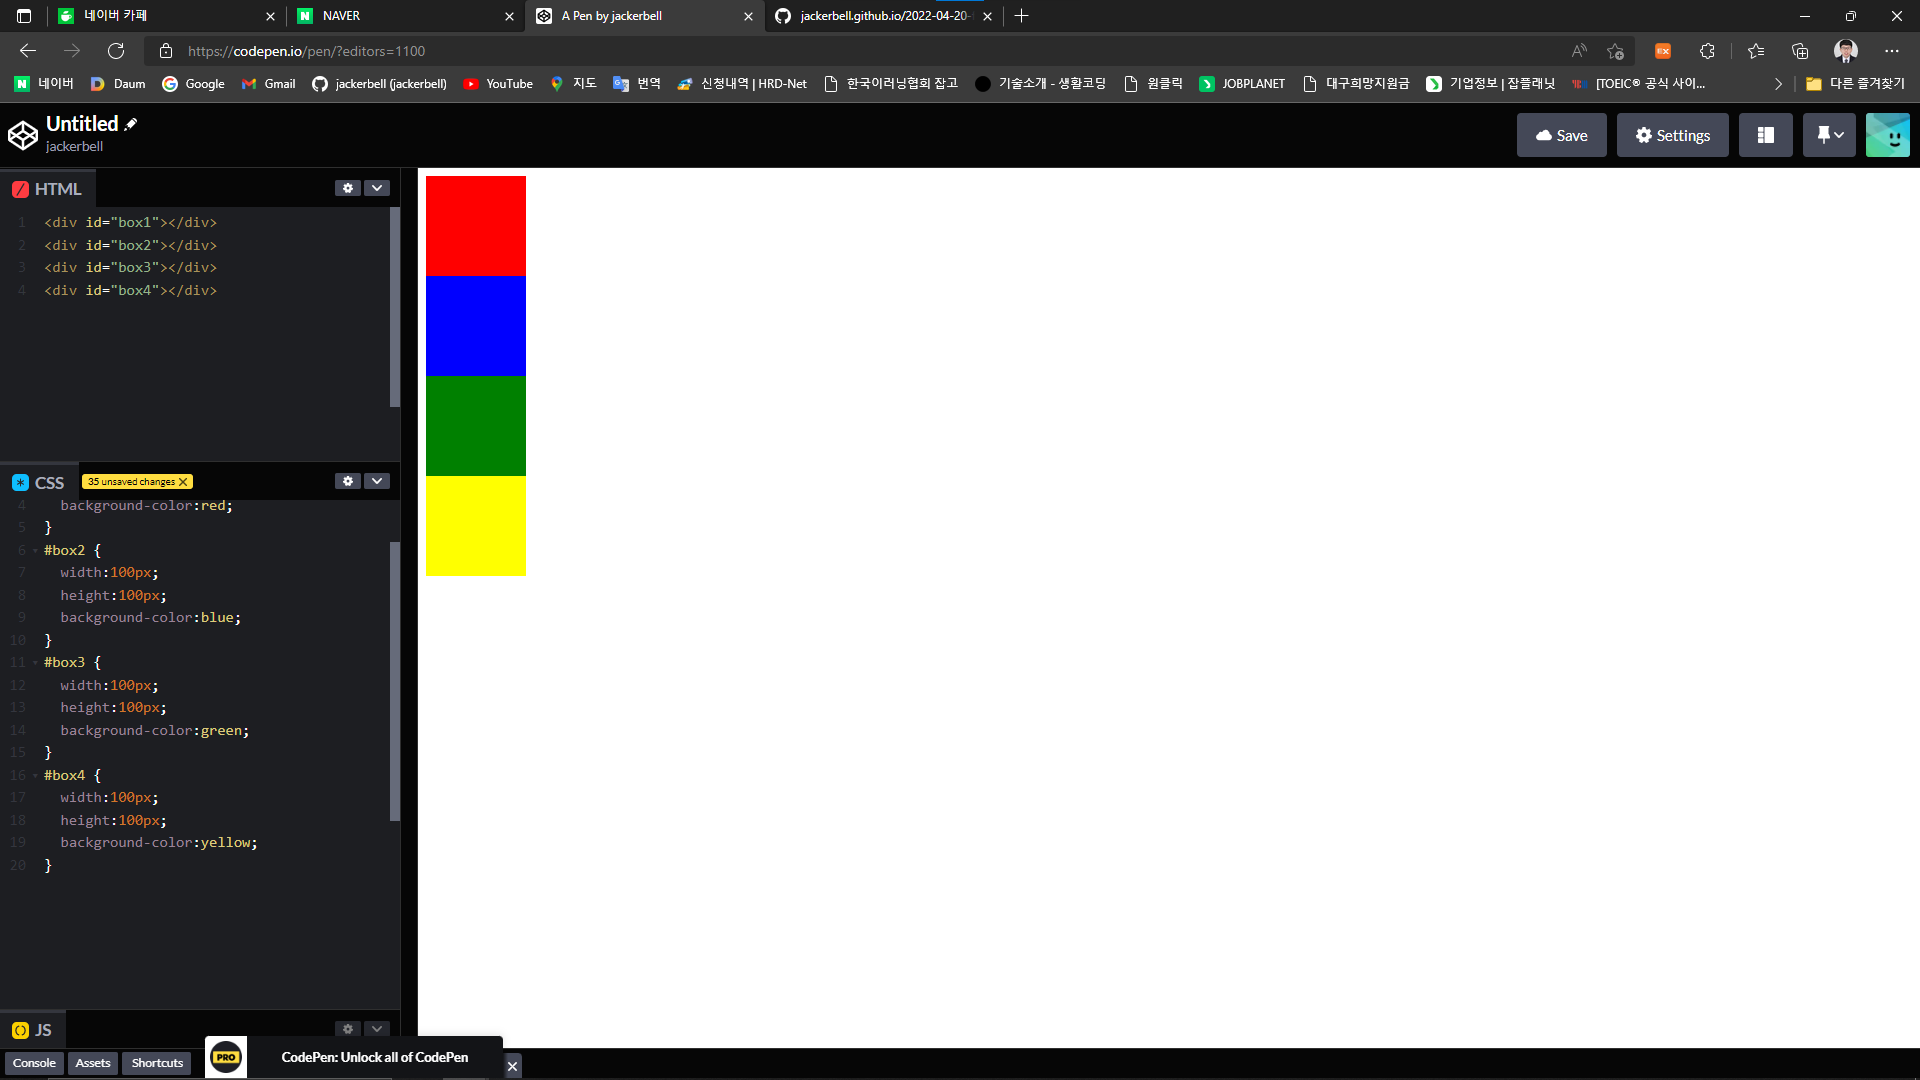 네이버 카페
NAVER
A Pen by jackerbell
jackerbell.github.io/2022-04-20-
https://codepen.io/pen/?editors=1100
네이버
Daum
Google
Gmail
jackerbell (jackerbell)
YouTube
지도
번역
신청내역 | HRD-Net
한국이러닝협회 잡고
기술소개 - 생활코딩
원클릭
JOBPLANET
대구희망지원금
기업정보 | 잡플래닛
[TOEIC® 공식 사이...
다른 즐겨찾기
Untitled
jackerbell
Save
Settings
HTML
1 <div id="box1"></div>
2 <div id="box2"></div>
3 <div id="box3"></div>
4 <div id="box4"></div>
CSS
35 unsaved changes
4 background-color:red;
5 }
6 #box2 {
7 width:100px;
8 height:100px;
9 background-color:blue;
10 }
11 #box3 {
12 width:100px;
13 height:100px;
14 background-color:green;
15 }
16 #box4 {
17 width:100px;
18 height:100px;
19 background-color:yellow;
20 }
JS
Console
Assets
Shortcuts
PRO
CodePen: Unlock all of CodePen